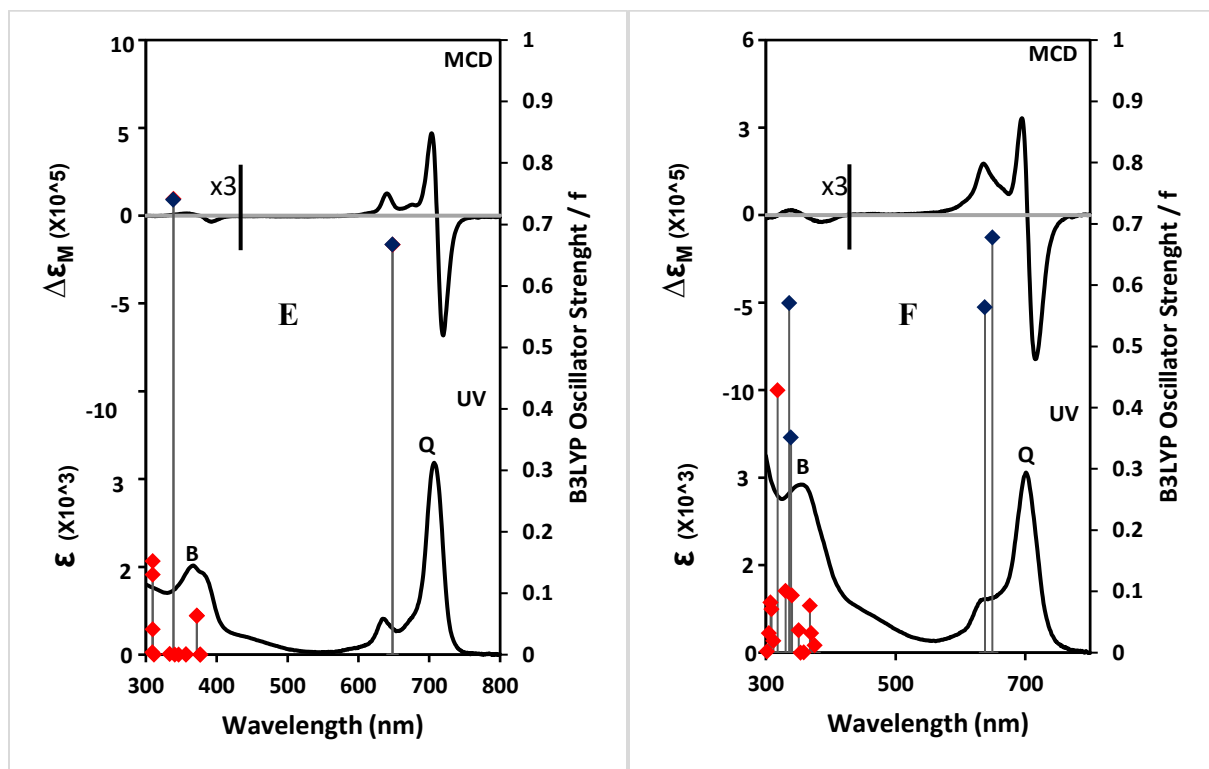 10
5
0
-5
-10
3
2
0
ΔεM (X10^5)
ε (X10^3)
MCD
x3
E
UV
B
Q
1
0.9
0.8
0.7
0.6
0.5
0.4
0.3
0.2
0.1
0
B3LYP Oscillator Strenght / f
300 400 500 600 700 800
Wavelength (nm)
6
3
0
-5
-10
3
2
0
ΔεM (X10^5)
ε (X10^3)
MCD
x3
F
UV
B
Q
1
0.9
0.8
0.7
0.6
0.5
0.4
0.3
0.2
0.1
0
B3LYP Oscillator Strenght / f
300 500 700
Wavelength (nm)